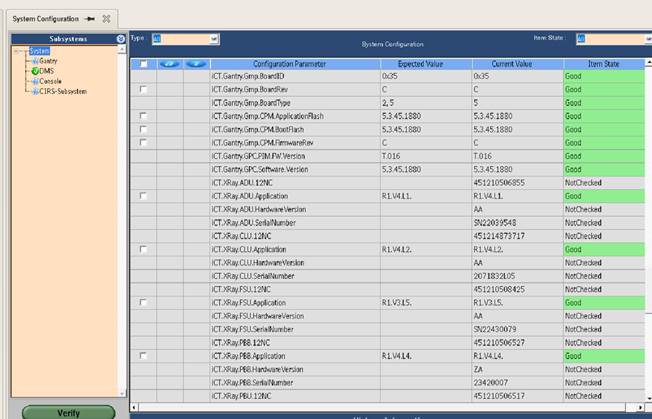 System Configuration
Subsystems
System
Gantry
DMS
Console
CIRS-Subsystem
Verify
Type : All
System Configuration
Item State : All
Configuration Parameter Expected Value Current Value Item State
iCT.Gantry.Gmp.BoardID 0x35 0x35 Good
iCT.Gantry.Gmp.BoardRev C C Good
iCT.Gantry.Gmp.BoardType 2, 5 5 Good
iCT.Gantry.Gmp.CPM.ApplicationFlash 5.3.45.1880 5.3.45.1880 Good
iCT.Gantry.Gmp.CPM.BootFlash 5.3.45.1880 5.3.45.1880 Good
iCT.Gantry.Gmp.CPM.FirmwareRev C C Good
iCT.Gantry.GPC.PIM.FW.Version T.016 T.016 Good
iCT.Gantry.GPC.Software.Version 5.3.45.1880 5.3.45.1880 Good
iCT.XRay.ADU.12NC 451210506855 NotChecked
iCT.XRay.ADU.Application R1.V4.L1. R1.V4.L1. Good
iCT.XRay.ADU.HardwareVersion AA NotChecked
iCT.XRay.ADU.SerialNumber SN22039548 NotChecked
iCT.XRay.CLU.12NC 451214873717 NotChecked
iCT.XRay.CLU.Application R1.V4.L2. R1.V4.L2. Good
iCT.XRay.CLU.HardwareVersion AA NotChecked
iCT.XRay.CLU.SerialNumber 2071832L05 NotChecked
iCT.XRay.FSU.12NC 451210508425 NotChecked
iCT.XRay.FSU.Application R1.V3.L5. R1.V3.L5. Good
iCT.XRay.FSU.HardwareVersion AA NotChecked
iCT.XRay.FSU.SerialNumber SN22430079 NotChecked
iCT.XRay.PBB.12NC 451210506527 NotChecked
iCT.XRay.PBB.Application R1.V4.L4. R1.V4.L4. Good
iCT.XRay.PBB.HardwareVersion ZA NotChecked
iCT.XRay.PBB.SerialNumber 23420007 NotChecked
iCT.XRay.PBU.12NC 451210506517 NotChecked